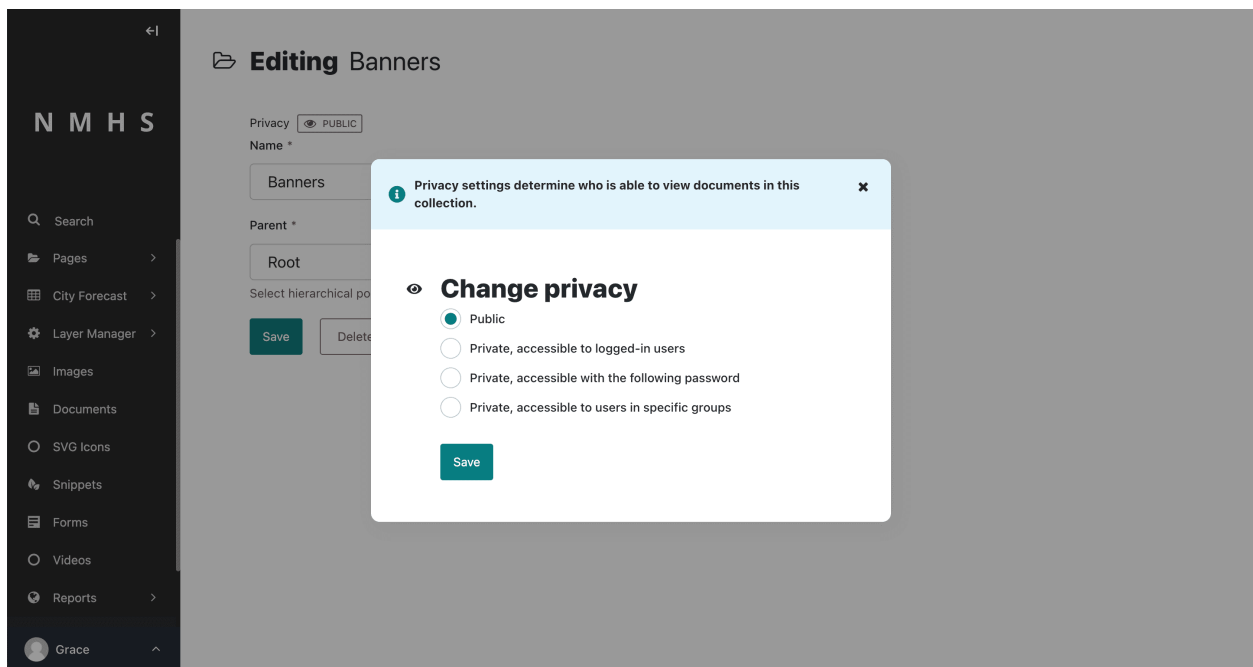 NMHS
Search
Pages
City Forecast
Layer Manager
Images
Documents
SVG Icons
Snippets
Forms
Videos
Reports
Grace
Editing Banners
Privacy PUBLIC
Name *
Banners
Parent *
Root
Select hierarchical po
Save Delete
Privacy settings determine who is able to view documents in this
collection.
Change privacy
Public
Private, accessible to logged-in users
Private, accessible with the following password
Private, accessible to users in specific groups
Save